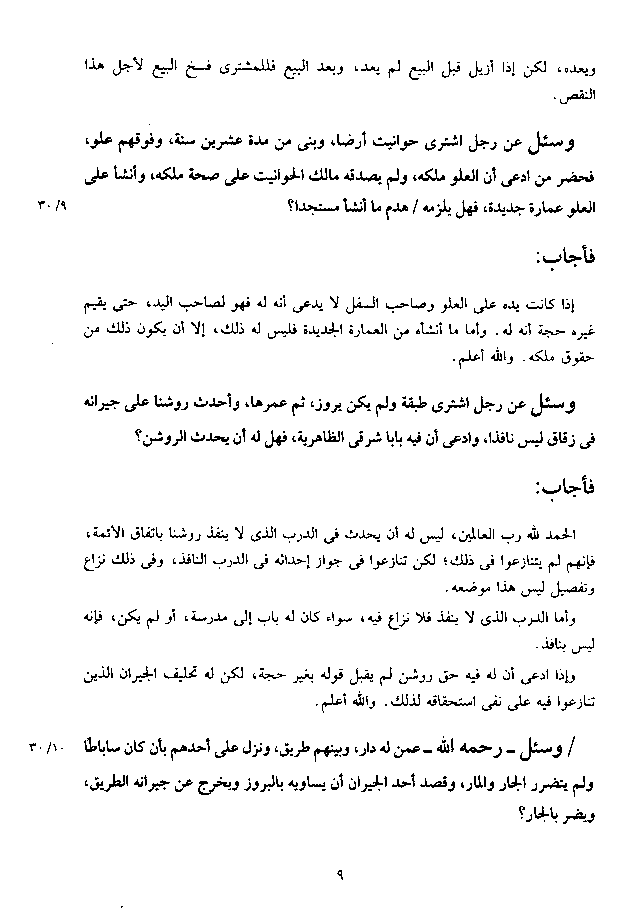 ويعده، لكن إذا أزيل قبل البيع لم يعد، وبعد البيع فللمشترى فسخ البيع لأجل هذا
النقص.
وسئل عن رجل اشترى حوانيت أرضا، وبنى من مدة عشرين سنة، وفوقهم علو،
فحضر من ادعى أن العلو ملكه، ولم يصدقه مالك الحوانيت على صحة ملكه، وأنشأ على
العلو عمارة جديدة، فهل يلزمه / هدم ما أنشأ مستجدا؟ ٣٠/٩
فأجاب:
إذا كانت يده على العلو وصاحب السفل لا يدعى أنه له فهو لصاحب اليد، حتى يقيم
غيره حجة أنه له. وأما ما أنشأه من العمارة الجديدة فليس له ذلك، إلا أن يكون ذلك من
حقوق ملكه. والله أعلم.
وسئل عن رجل اشترى طبقة ولم يكن بروز، ثم عمرها، وأحدث روشنا على جيرانه
فى زقاق ليس نافذا، وادعى أن فيه بابا شرقى الظاهرية، فهل له أن يحدث الروشن؟
فأجاب:
الحمد لله رب العالمين، ليس له أن يحدث فى الدرب الذى لا ينفذ روشنا باتفاق الأئمة،
فإنهم لم يتنازعوا فى ذلك؛ لكن تنازعوا فى جواز إحداثه فى الدرب النافذ، وفى ذلك نزاع
وتفصيل ليس هذا موضعه.
وأما الدرب الذى لا ينفذ فلا نزاع فيه، سواء كان له باب إلى مدرسة، أو لم يكن، فإنه
ليس بنافذ.
وإذا ادعى أن له فيه حق روشن لم يقبل قوله بغير حجة، لكن له تحليف الجيران الذين
تنازعوا فيه على نفى استحقاقه لذلك. والله أعلم.
/ وسئل ــ رحمه الله ــ عمن له دار، وبينهم طريق، ونزل على أحدهم بأن كان ساباطا ٣٠/١٠
ولم يتضرر الجار والمار، وقصد أحد الجيران أن يساويه بالبروز ويخرج عن جيرانه الطريق،
ويضر بالجار؟
٩